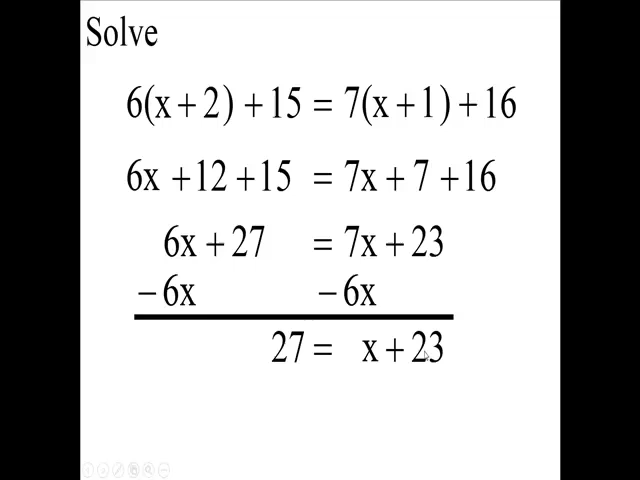 Solve
6(x + 2) + 15 = 7(x + 1) + 16
6x + 12 + 15 = 7x + 7 + 16
6x + 27 = 7x + 23
− 6x − 6x
27 = x + 23